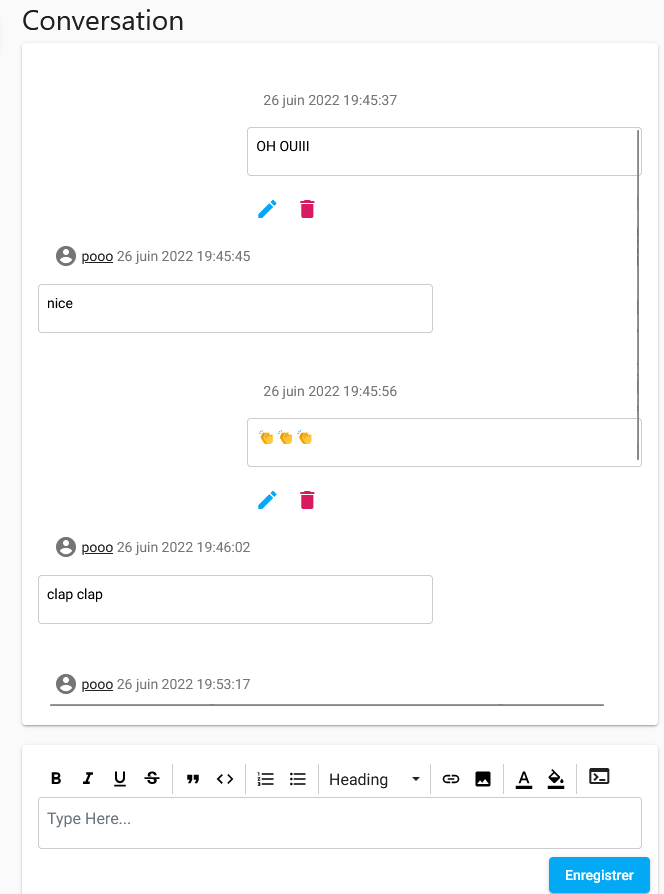 Conversation
26 juin 2022 19:45:37
OH OUIII
pooo 26 juin 2022 19:45:45
nice
26 juin 2022 19:45:56
👏👏👏
pooo 26 juin 2022 19:46:02
clap clap
pooo 26 juin 2022 19:53:17
B I U S Heading A
Type Here...
Enregistrer